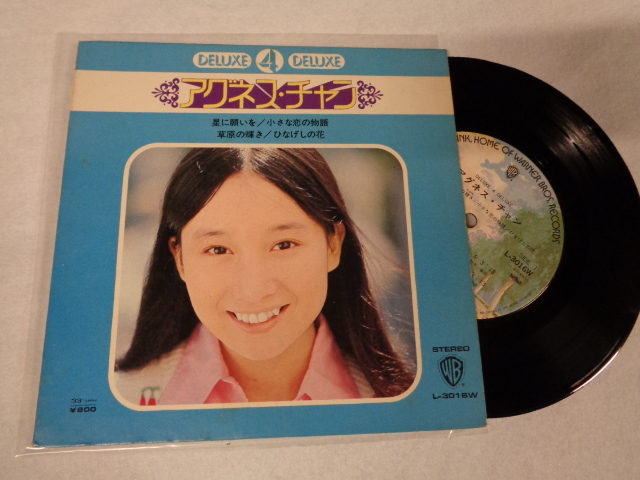 DELUXE 4 DELUXE
アグネス・チャン
星に願いを／小さな恋の物語
草原の輝き／ひなげしの花
STEREO
WB
L-3016W
¥800
BANK, HOME OF WARNER BROS. RECORDS
アグネス・チャン
L-3016W